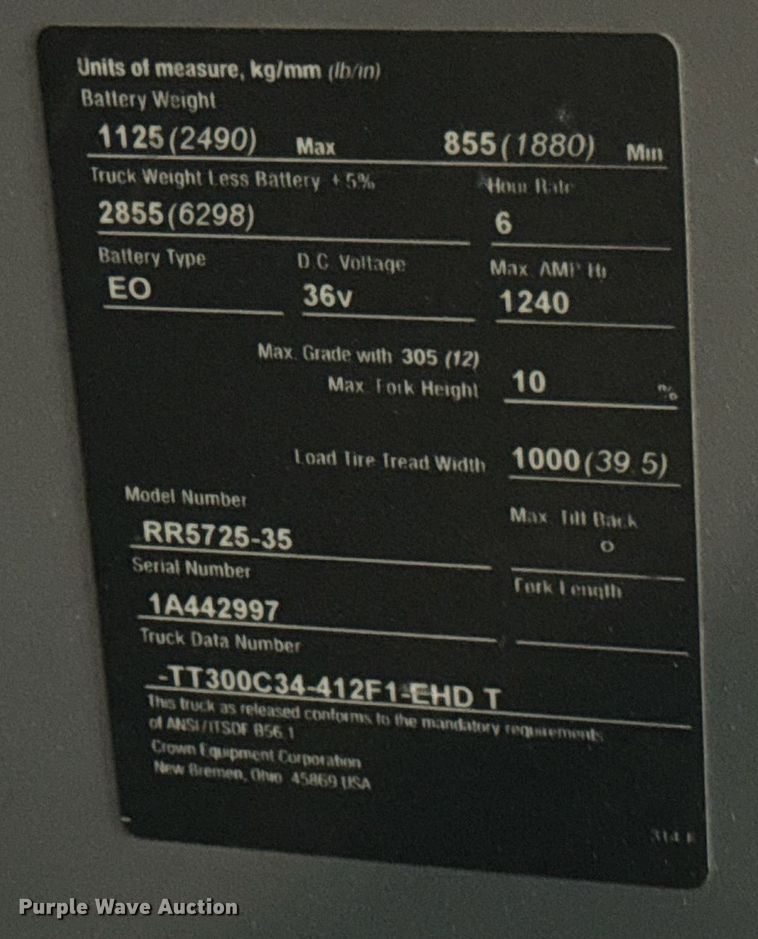 Units of measure, kg/mm (lb/in)
Battery Weight
1125 (2490) Max 855 (1880) Min
Truck Weight Less Battery ± 5% Hour Rate
2855 (6298) 6
Battery Type D.C. Voltage Max. AMP Hr
EO 36v 1240
Max. Grade with 305 (12)
Max. Fork Height 10 %
Load Tire Tread Width 1000 (39.5)
Model Number Max. Tilt Back
RR5725-35 °
Serial Number Fork Length
1A442997
Truck Data Number
-TT300C34-412F1-EHD T
This truck as released conforms to the mandatory requirements
of ANSI/ITSDF B56.1
Crown Equipment Corporation
New Bremen, Ohio 45869 USA
Purple Wave Auction